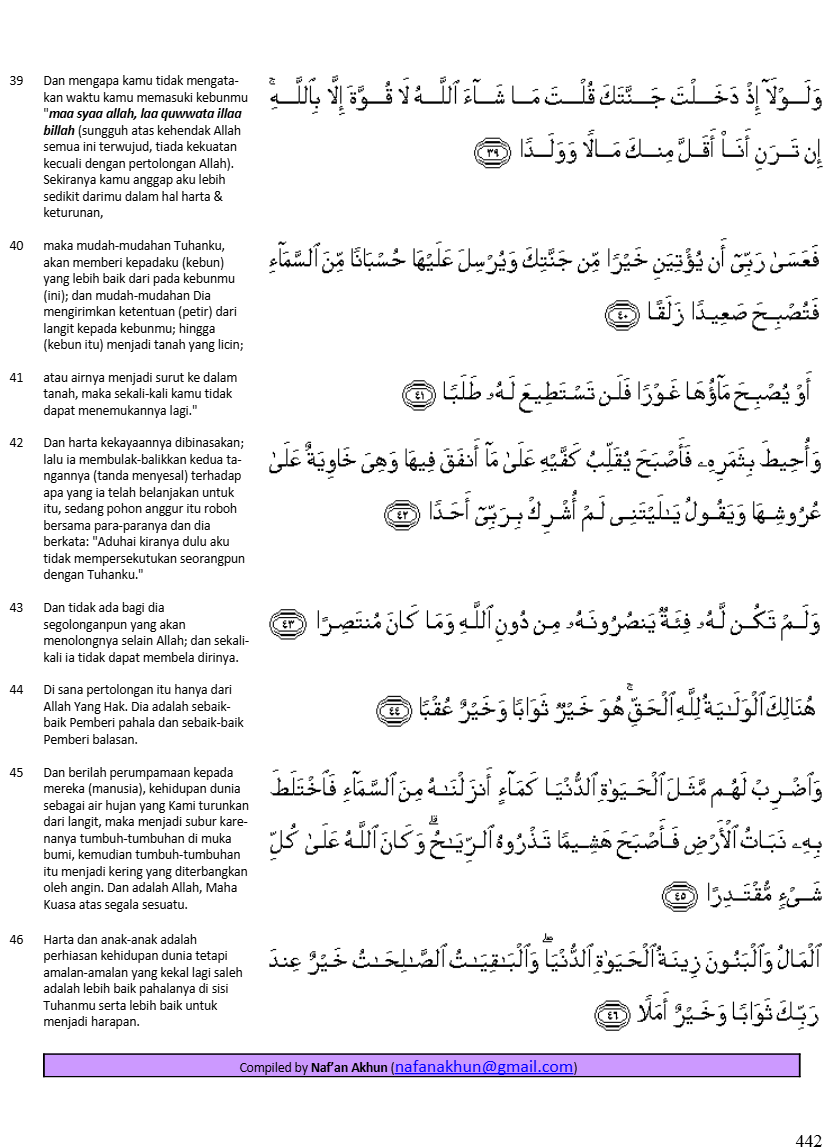 39 Dan mengapa kamu tidak mengata-
kan waktu kamu memasuki kebunmu
"maa syaa allah, laa quwwata illaa
billah (sungguh atas kehendak Allah
semua ini terwujud, tiada kekuatan
kecuali dengan pertolongan Allah).
Sekiranya kamu anggap aku lebih
sedikit darimu dalam hal harta &
keturunan,
وَلَوْلَآ إِذْ دَخَلْتَ جَنَّتَكَ قُلْتَ مَا شَآءَ ٱللَّهُ لَا قُوَّةَ إِلَّا بِٱللَّهِ ۚ
إِن تَرَنِ أَنَا۠ أَقَلَّ مِنكَ مَالًا وَوَلَدًا ٣٩
40 maka mudah-mudahan Tuhanku,
akan memberi kepadaku (kebun)
yang lebih baik dari pada kebunmu
(ini); dan mudah-mudahan Dia
mengirimkan ketentuan (petir) dari
langit kepada kebunmu; hingga
(kebun itu) menjadi tanah yang licin;
فَعَسَىٰ رَبِّىٓ أَن يُؤْتِيَنِ خَيْرًا مِّن جَنَّتِكَ وَيُرْسِلَ عَلَيْهَا حُسْبَانًا مِّنَ ٱلسَّمَآءِ
فَتُصْبِحَ صَعِيدًا زَلَقًا ٤٠
41 atau airnya menjadi surut ke dalam
tanah, maka sekali-kali kamu tidak
dapat menemukannya lagi."
أَوْ يُصْبِحَ مَآؤُهَا غَوْرًا فَلَن تَسْتَطِيعَ لَهُۥ طَلَبًا ٤١
42 Dan harta kekayaannya dibinasakan;
lalu ia membulak-balikkan kedua ta-
ngannya (tanda menyesal) terhadap
apa yang ia telah belanjakan untuk
itu, sedang pohon anggur itu roboh
bersama para-paranya dan dia
berkata: "Aduhai kiranya dulu aku
tidak mempersekutukan seorangpun
dengan Tuhanku."
وَأُحِيطَ بِثَمَرِهِۦ فَأَصْبَحَ يُقَلِّبُ كَفَّيْهِ عَلَىٰ مَآ أَنفَقَ فِيهَا وَهِىَ خَاوِيَةٌ عَلَىٰ
عُرُوشِهَا وَيَقُولُ يَـٰلَيْتَنِى لَمْ أُشْرِكْ بِرَبِّىٓ أَحَدًا ٤٢
43 Dan tidak ada bagi dia
segolonganpun yang akan
menolongnya selain Allah; dan sekali-
kali ia tidak dapat membela dirinya.
وَلَمْ تَكُن لَّهُۥ فِئَةٌ يَنصُرُونَهُۥ مِن دُونِ ٱللَّهِ وَمَا كَانَ مُنتَصِرًا ٤٣
44 Di sana pertolongan itu hanya dari
Allah Yang Hak. Dia adalah sebaik-
baik Pemberi pahala dan sebaik-baik
Pemberi balasan.
هُنَالِكَ ٱلْوَلَـٰيَةُ لِلَّهِ ٱلْحَقِّ ۚ هُوَ خَيْرٌ ثَوَابًا وَخَيْرٌ عُقْبًا ٤٤
45 Dan berilah perumpamaan kepada
mereka (manusia), kehidupan dunia
sebagai air hujan yang Kami turunkan
dari langit, maka menjadi subur kare-
nanya tumbuh-tumbuhan di muka
bumi, kemudian tumbuh-tumbuhan
itu menjadi kering yang diterbangkan
oleh angin. Dan adalah Allah, Maha
Kuasa atas segala sesuatu.
وَٱضْرِبْ لَهُم مَّثَلَ ٱلْحَيَوٰةِ ٱلدُّنْيَا كَمَآءٍ أَنزَلْنَـٰهُ مِنَ ٱلسَّمَآءِ فَٱخْتَلَطَ
بِهِۦ نَبَاتُ ٱلْأَرْضِ فَأَصْبَحَ هَشِيمًا تَذْرُوهُ ٱلرِّيَـٰحُ ۗ وَكَانَ ٱللَّهُ عَلَىٰ كُلِّ
شَىْءٍ مُّقْتَدِرًا ٤٥
46 Harta dan anak-anak adalah
perhiasan kehidupan dunia tetapi
amalan-amalan yang kekal lagi saleh
adalah lebih baik pahalanya di sisi
Tuhanmu serta lebih baik untuk
menjadi harapan.
ٱلْمَالُ وَٱلْبَنُونَ زِينَةُ ٱلْحَيَوٰةِ ٱلدُّنْيَا ۖ وَٱلْبَـٰقِيَـٰتُ ٱلصَّـٰلِحَـٰتُ خَيْرٌ عِندَ
رَبِّكَ ثَوَابًا وَخَيْرٌ أَمَلًا ٤٦
Compiled by Naf'an Akhun (nafanakhun@gmail.com)
442